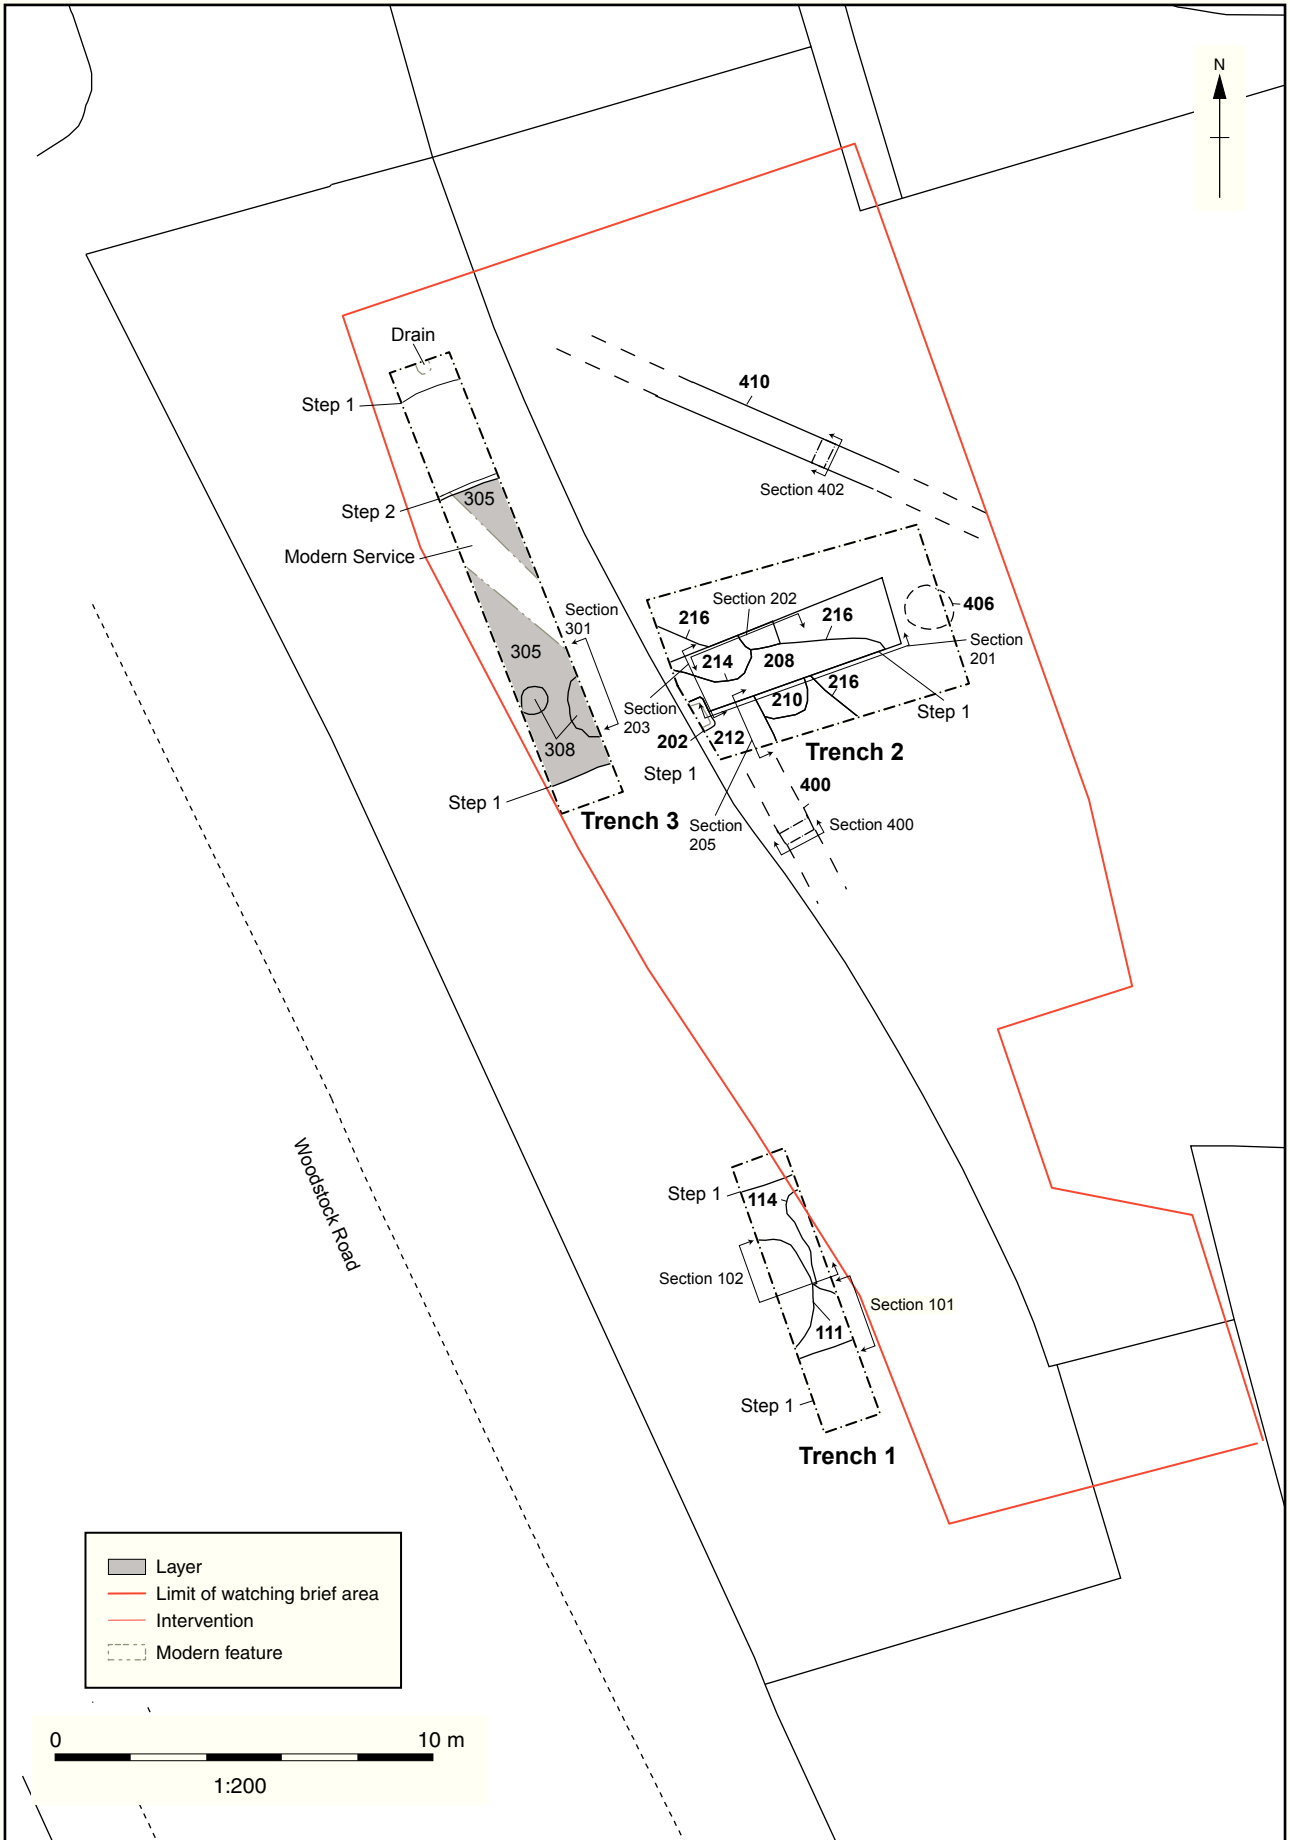 N
Drain
Step 1
410
Section 402
Step 2
305
Modern Service
Section
301
Section 202
216
216
406
Section
201
305
214
208
210
216
Section
203
Step 1
202
212
308
Trench 2
Step 1
400
Step 1
Trench 3
Section
205
Section 400
Woodstock Road
Step 1
114
Section 102
Section 101
111
Step 1
Trench 1
Layer
Limit of watching brief area
Intervention
Modern feature
0
10 m
1:200